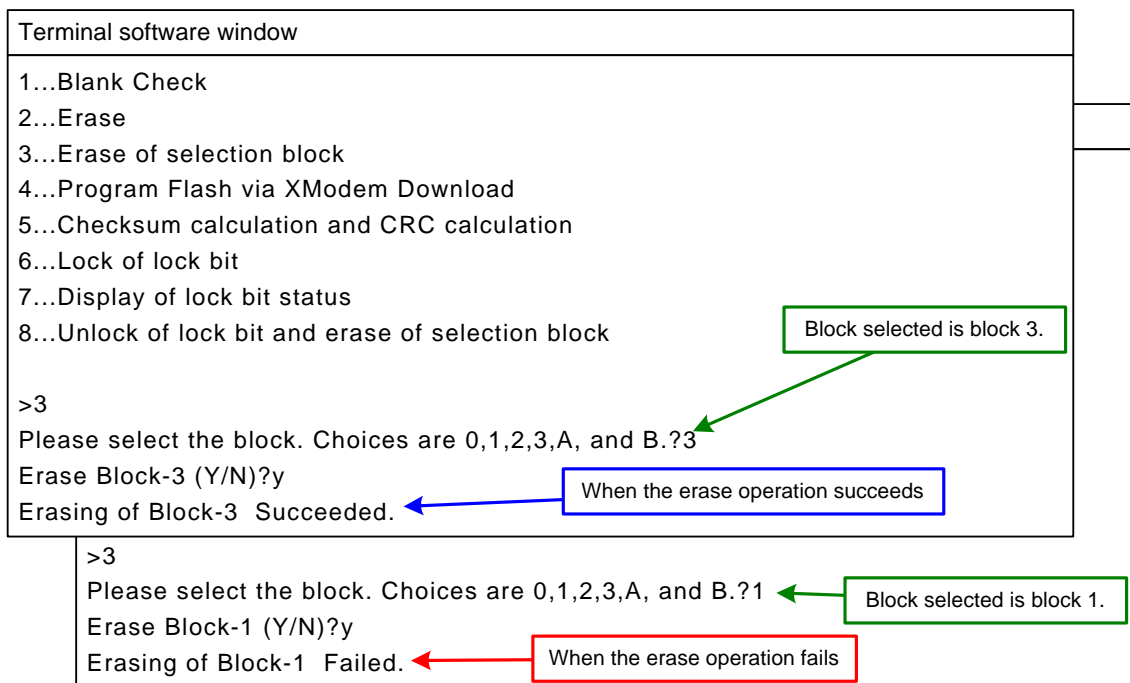 Terminal software window
1...Blank Check
2...Erase
3...Erase of selection block
4...Program Flash via XModem Download
5...Checksum calculation and CRC calculation
6...Lock of lock bit
7...Display of lock bit status
8...Unlock of lock bit and erase of selection block
Block selected is block 3.
>3
Please select the block. Choices are 0,1,2,3,A, and B.?3
Erase Block-3 (Y/N)?y
When the erase operation succeeds
Erasing of Block-3  Succeeded.
>3
Please select the block. Choices are 0,1,2,3,A, and B.?1
Block selected is block 1.
Erase Block-1 (Y/N)?y
Erasing of Block-1  Failed.
When the erase operation fails